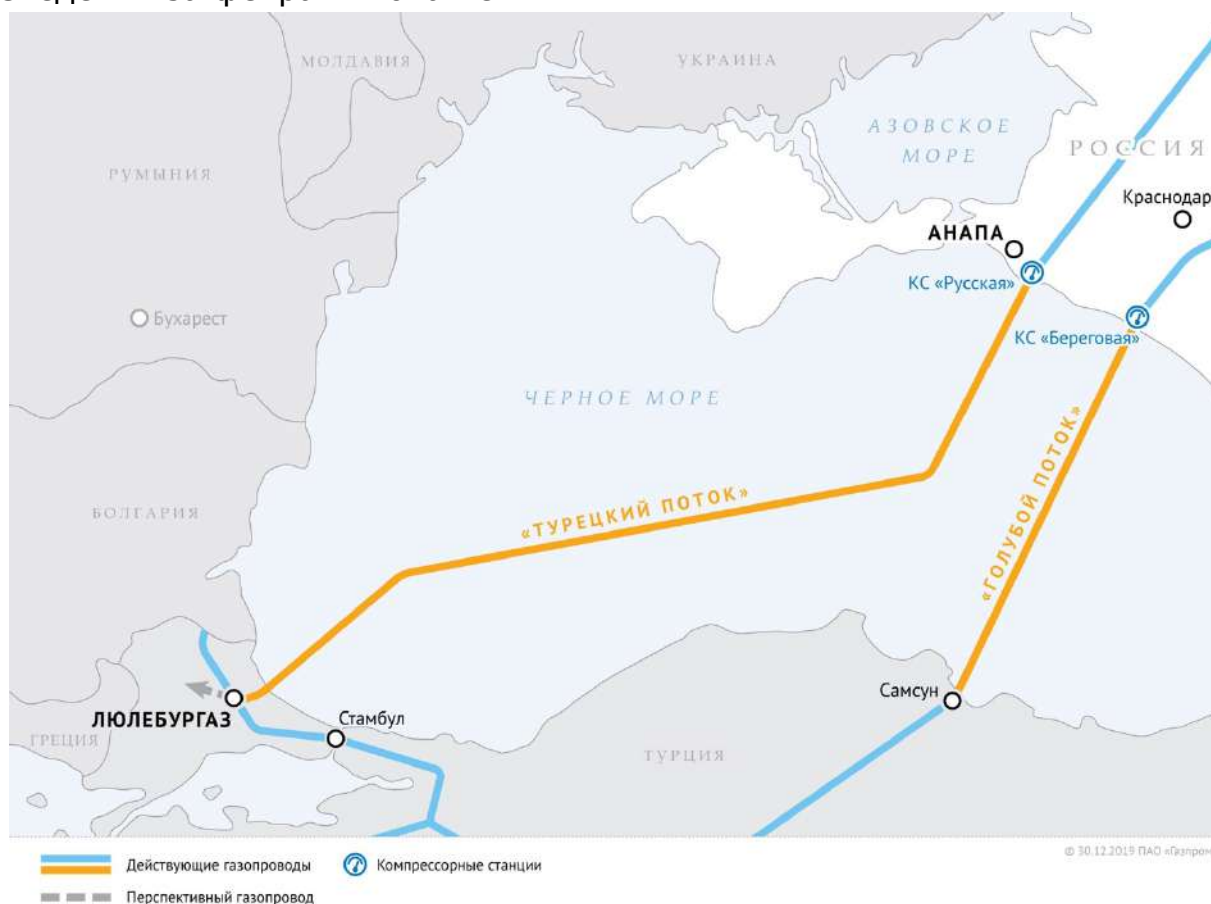 МОЛДАВИЯ
УКРАИНА
АЗОВСКОЕ
МОРЕ
РОССИЯ
РУМЫНИЯ
Краснодар
АНАПА
КС «Русская»
Бухарест
КС «Береговая»
ЧЕРНОЕ МОРЕ
«ТУРЕЦКИЙ ПОТОК»
«ГОЛУБОЙ ПОТОК»
БОЛГАРИЯ
Самсун
ЛЮЛЕБУРГАЗ
Стамбул
ГРЕЦИЯ
ТУРЦИЯ
© 30.12.2019 ПАО «Газпром
Действующие газопроводы
Компрессорные станции
Перспективный газопровод